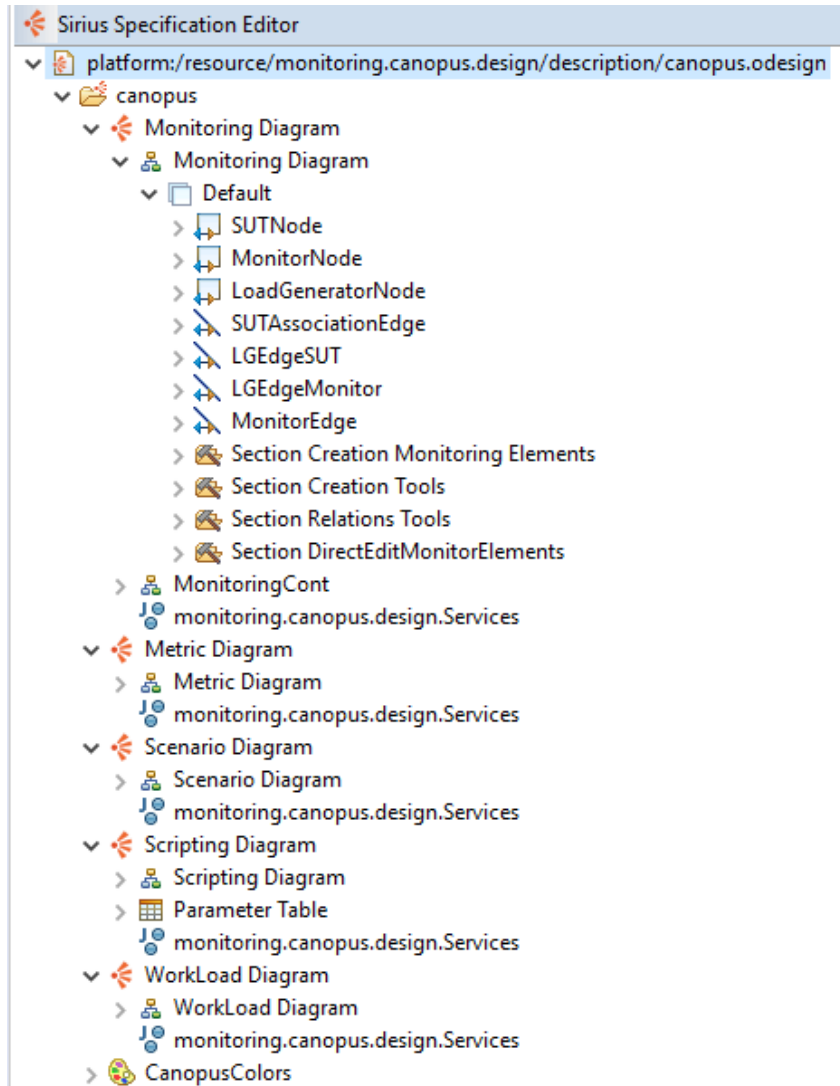 Sirius Specification Editor
platform:/resource/monitoring.canopus.design/description/canopus.odesign
canopus
Monitoring Diagram
Monitoring Diagram
Default
SUTNode
MonitorNode
LoadGeneratorNode
SUTAssociationEdge
LGEdgeSUT
LGEdgeMonitor
MonitorEdge
Section Creation Monitoring Elements
Section Creation Tools
Section Relations Tools
Section DirectEditMonitorElements
MonitoringCont
monitoring.canopus.design.Services
Metric Diagram
Metric Diagram
monitoring.canopus.design.Services
Scenario Diagram
Scenario Diagram
monitoring.canopus.design.Services
Scripting Diagram
Scripting Diagram
Parameter Table
monitoring.canopus.design.Services
WorkLoad Diagram
WorkLoad Diagram
monitoring.canopus.design.Services
CanopusColors